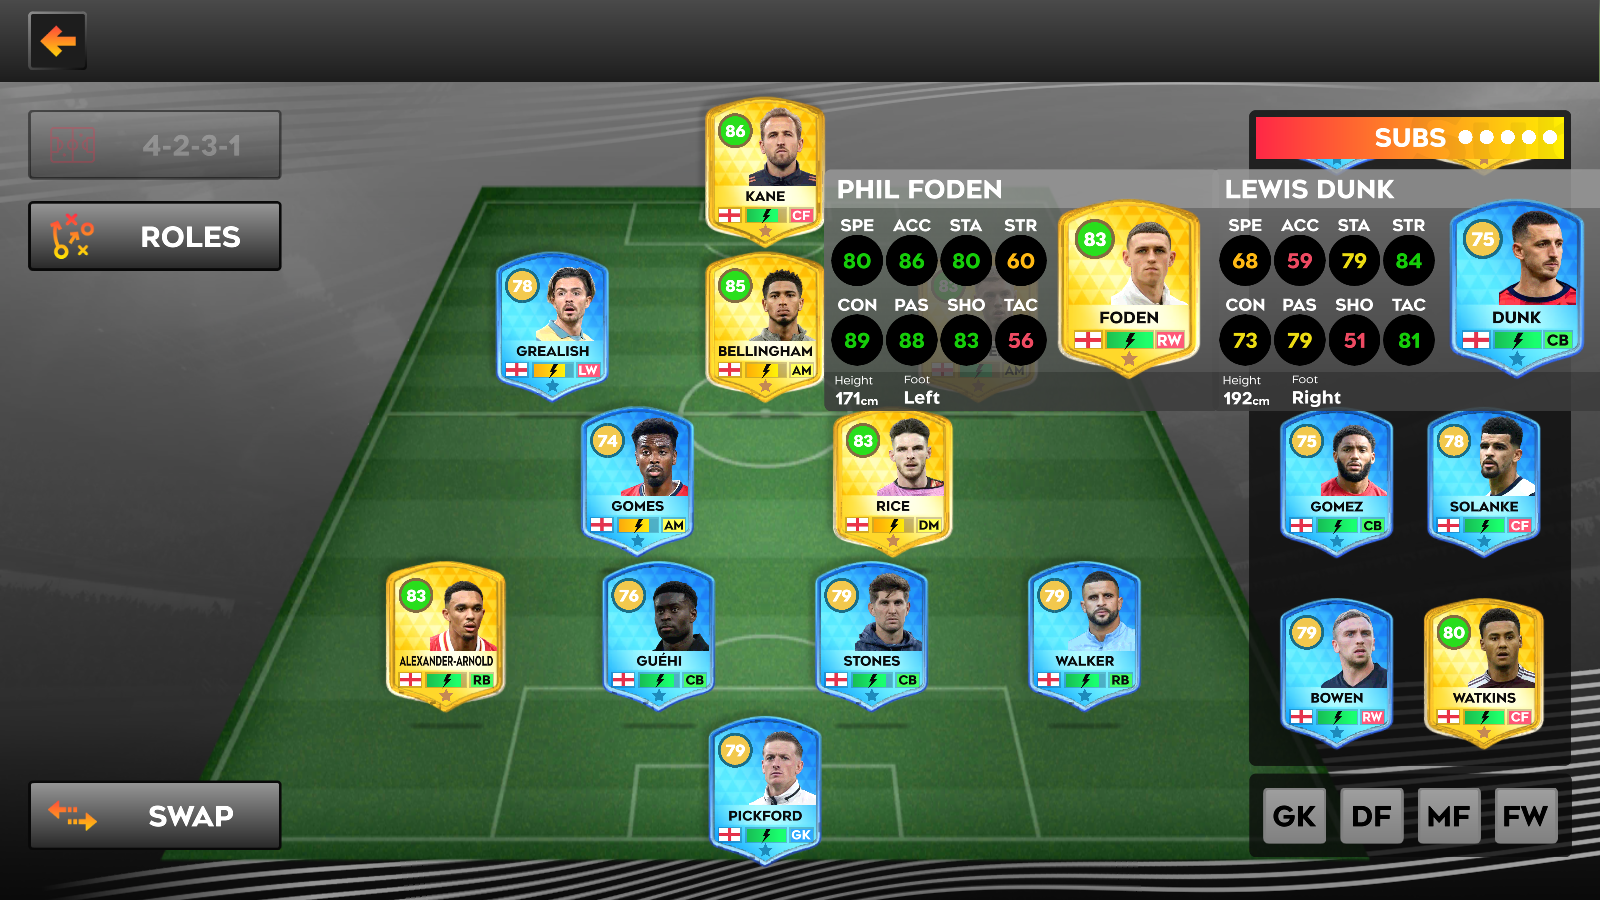 4-2-3-1
ROLES
SWAP
86
KANE
CF
78
GREALISH
LW
85
BELLINGHAM
AM
PHIL FODEN
SPE ACC STA STR
80 86 80 60
CON PAS SHO TAC
89 88 83 56
Height Foot
171cm Left
83
FODEN
RW
83
AM
SUBS
LEWIS DUNK
SPE ACC STA STR
68 59 79 84
CON PAS SHO TAC
73 79 51 81
Height Foot
192cm Right
75
DUNK
CB
74
GOMES
AM
83
RICE
DM
75
GOMEZ
CB
78
SOLANKE
CF
83
ALEXANDER-ARNOLD
RB
76
GUÉHI
CB
79
STONES
CB
79
WALKER
RB
79
BOWEN
RW
80
WATKINS
CF
79
PICKFORD
GK
GK DF MF FW